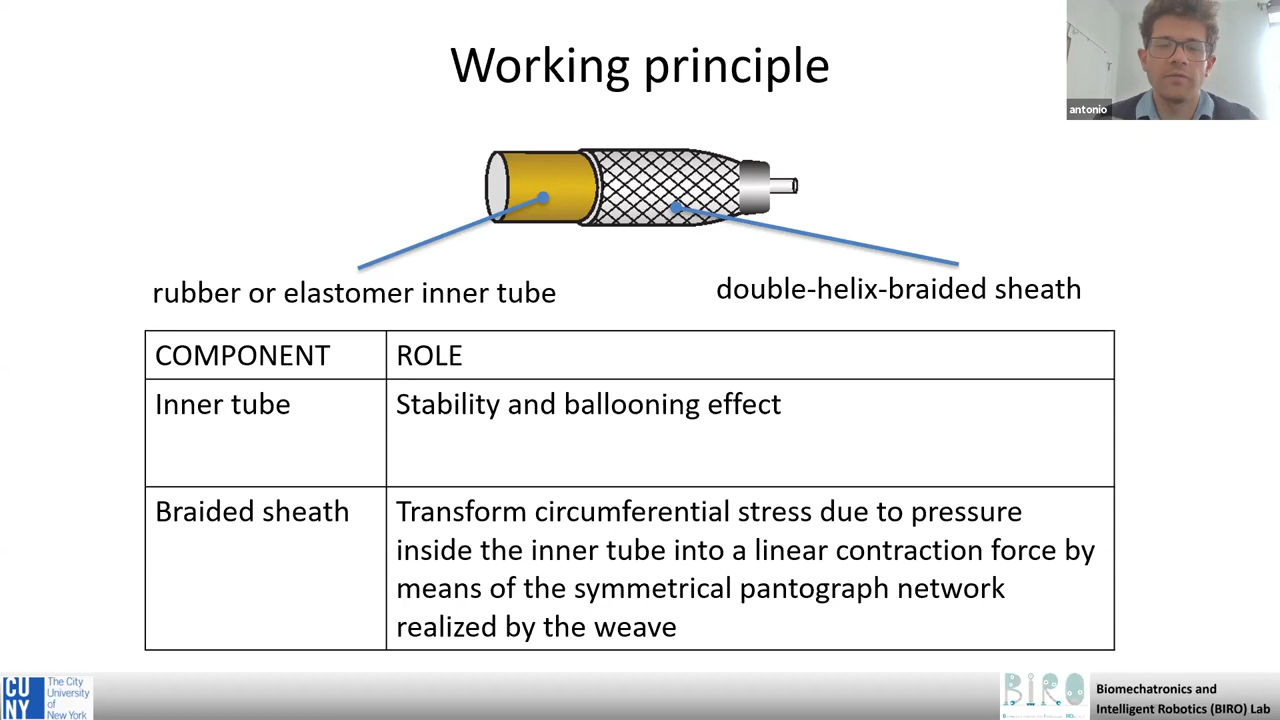 Working principle
antonio
rubber or elastomer inner tube
double-helix-braided sheath
COMPONENT
ROLE
Inner tube
Stability and ballooning effect
Braided sheath
Transform circumferential stress due to pressure
inside the inner tube into a linear contraction force by
means of the symmetrical pantograph network
realized by the weave
CU
NY
The City
University
of
New York
BIRO
Biomechatronics and
Intelligent Robotics (BIRO) Lab